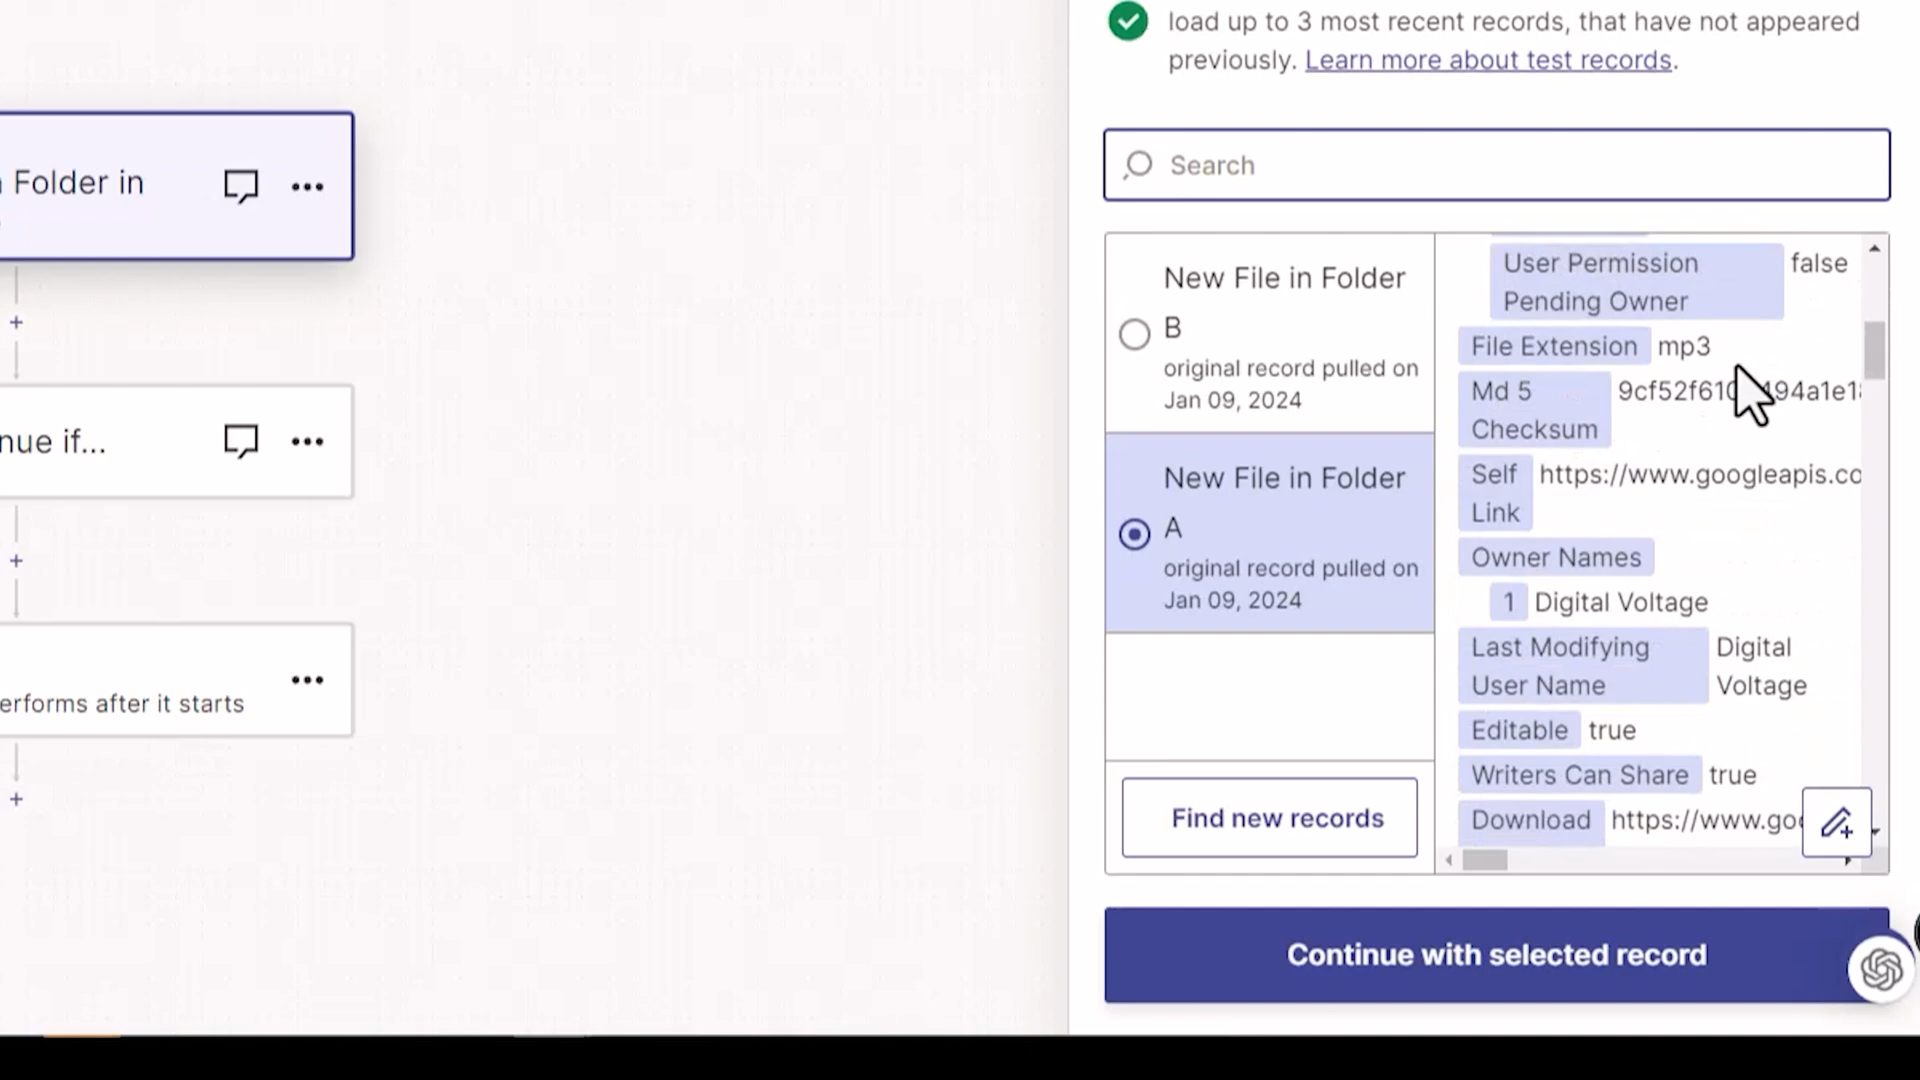 load up to 3 most recent records, that have not appeared
previously. Learn more about test records.
Folder in
nue if...
erforms after it starts
Search
New File in Folder
B
original record pulled on
Jan 09, 2024
New File in Folder
A
original record pulled on
Jan 09, 2024
Find new records
User Permission false
Pending Owner
File Extension mp3
Md 5
Checksum
Self https://www.googleapis.co
Link
Owner Names
1 Digital Voltage
Last Modifying Digital
User Name Voltage
Editable true
Writers Can Share true
Download https://www.goo
Continue with selected record